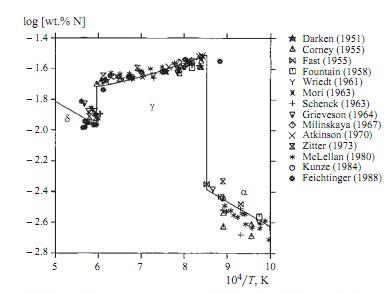 log [wt.% N]
−1.4
−1.6
−1.8
−2.0
−2.2
−2.4
−2.6
−2.8
δ
γ
α
5 6 7 8 9 10
10⁴/T, K
Darken (1951)
Corney (1955)
Fast (1955)
Fountain (1958)
Wriedt (1961)
Mori (1963)
Schenck (1963)
Grieveson (1964)
Milinskaya (1967)
Atkinson (1970)
Zitter (1973)
McLellan (1980)
Kunze (1984)
Feichtinger (1988)